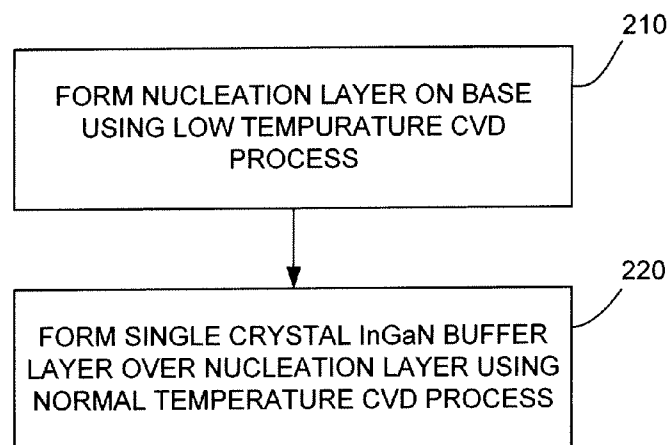 210
FORM NUCLEATION LAYER ON BASE
USING LOW TEMPURATURE CVD
PROCESS
220
FORM SINGLE CRYSTAL InGaN BUFFER
LAYER OVER NUCLEATION LAYER USING
NORMAL TEMPERATURE CVD PROCESS